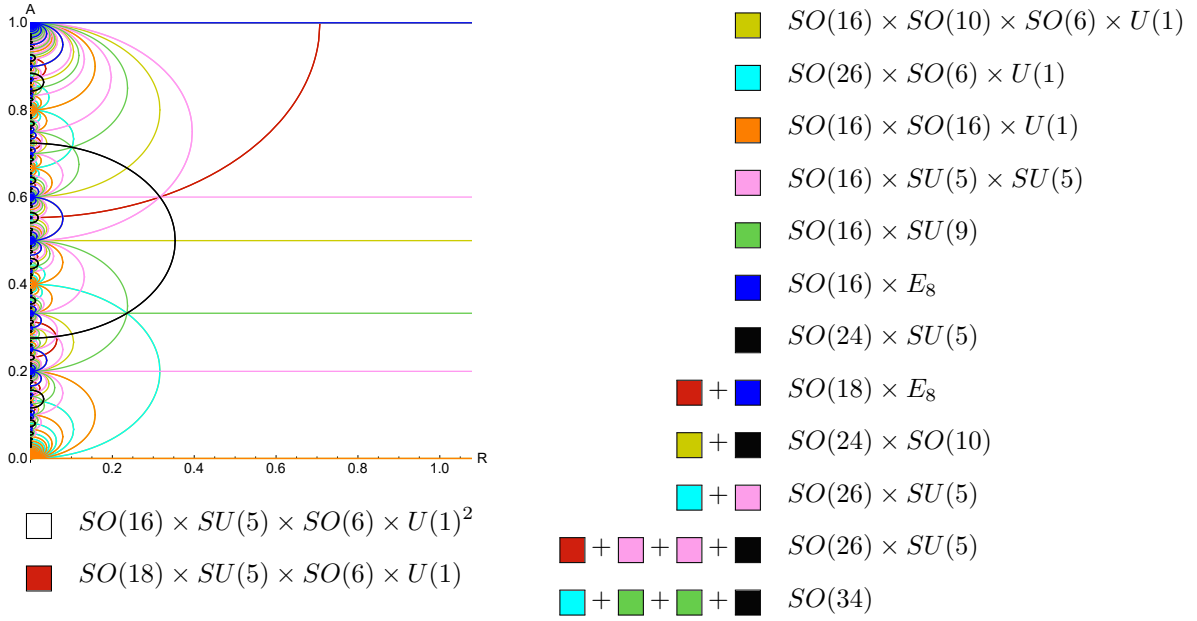 A
1.0
0.8
0.6
0.4
0.2
0.0
0.2 0.4 0.6 0.8 1.0
R
SO(16) × SU(5) × SO(6) × U(1)²
SO(18) × SU(5) × SO(6) × U(1)
SO(16) × SO(10) × SO(6) × U(1)
SO(26) × SO(6) × U(1)
SO(16) × SO(16) × U(1)
SO(16) × SU(5) × SU(5)
SO(16) × SU(9)
SO(16) × E₈
SO(24) × SU(5)
+ SO(18) × E₈
+ SO(24) × SO(10)
+ SO(26) × SU(5)
+ + + SO(26) × SU(5)
+ + + SO(34)